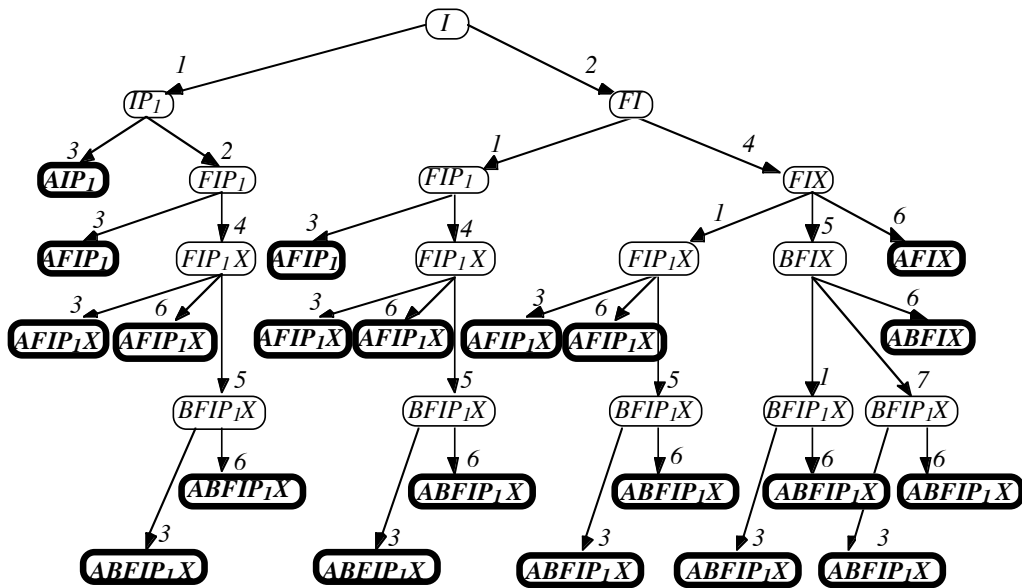 I
1 2
IP₁ FI
3 2 1 4
AIP₁ FIP₁ FIP₁ FIX
3 4 3 4 1 5 6
AFIP₁ FIP₁X AFIP₁ FIP₁X FIP₁X BFIX AFIX
3 6 3 6 3 6 6
AFIP₁X AFIP₁X AFIP₁X AFIP₁X AFIP₁X AFIP₁X ABFIX
5 5 5 1 7
BFIP₁X BFIP₁X BFIP₁X BFIP₁X BFIP₁X
6 6 6 6 6
ABFIP₁X ABFIP₁X ABFIP₁X ABFIP₁X ABFIP₁X
3 3 3 3 3
ABFIP₁X ABFIP₁X ABFIP₁X ABFIP₁X ABFIP₁X